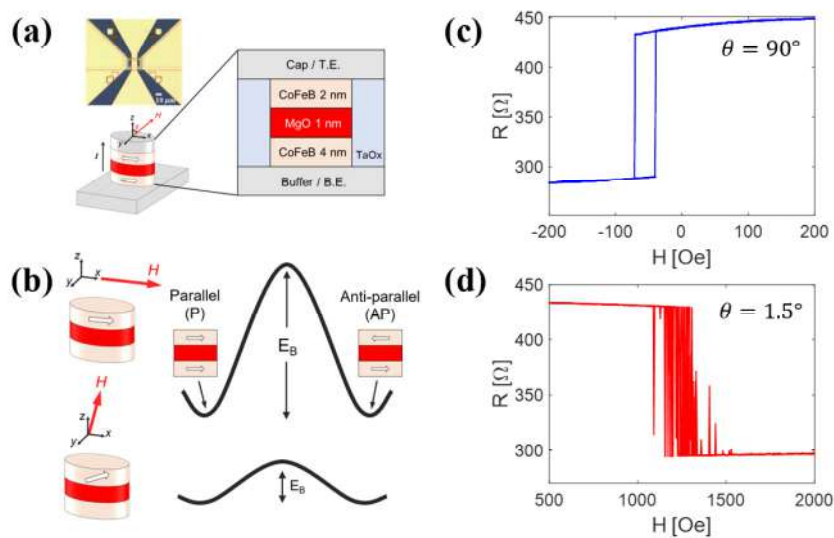 (a)
10 μm
z
H
y
x
I
Cap / T.E.
CoFeB 2 nm
MgO 1 nm
CoFeB 4 nm
TaOx
Buffer / B.E.
(b)
z
y
x
H
Parallel
(P)
Anti-parallel
(AP)
E_B
H
z
y
x
E_B
(c)
450
400
350
300
R [Ω]
θ = 90°
-200
-100
0
100
200
H [Oe]
(d)
450
400
350
300
R [Ω]
θ = 1.5°
500
1000
1500
2000
H [Oe]